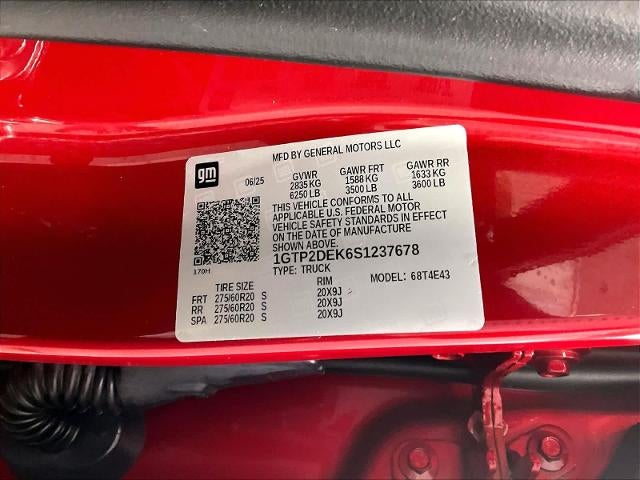 MFD BY GENERAL MOTORS LLC
gm
06/25 GVWR GAWR FRT GAWR RR
2835 KG 1588 KG 1633 KG
6250 LB 3500 LB 3600 LB
THIS VEHICLE CONFORMS TO ALL
APPLICABLE U.S. FEDERAL MOTOR
VEHICLE SAFETY STANDARDS IN EFFECT
ON THE DATE OF MANUFACTURE
SHOWN ABOVE.
1GTP2DEK6S1237678
170H TYPE: TRUCK MODEL: 68T4E43
TIRE SIZE RIM
FRT 275/60R20 S 20X9J
RR 275/60R20 S 20X9J
SPA 275/60R20 S 20X9J